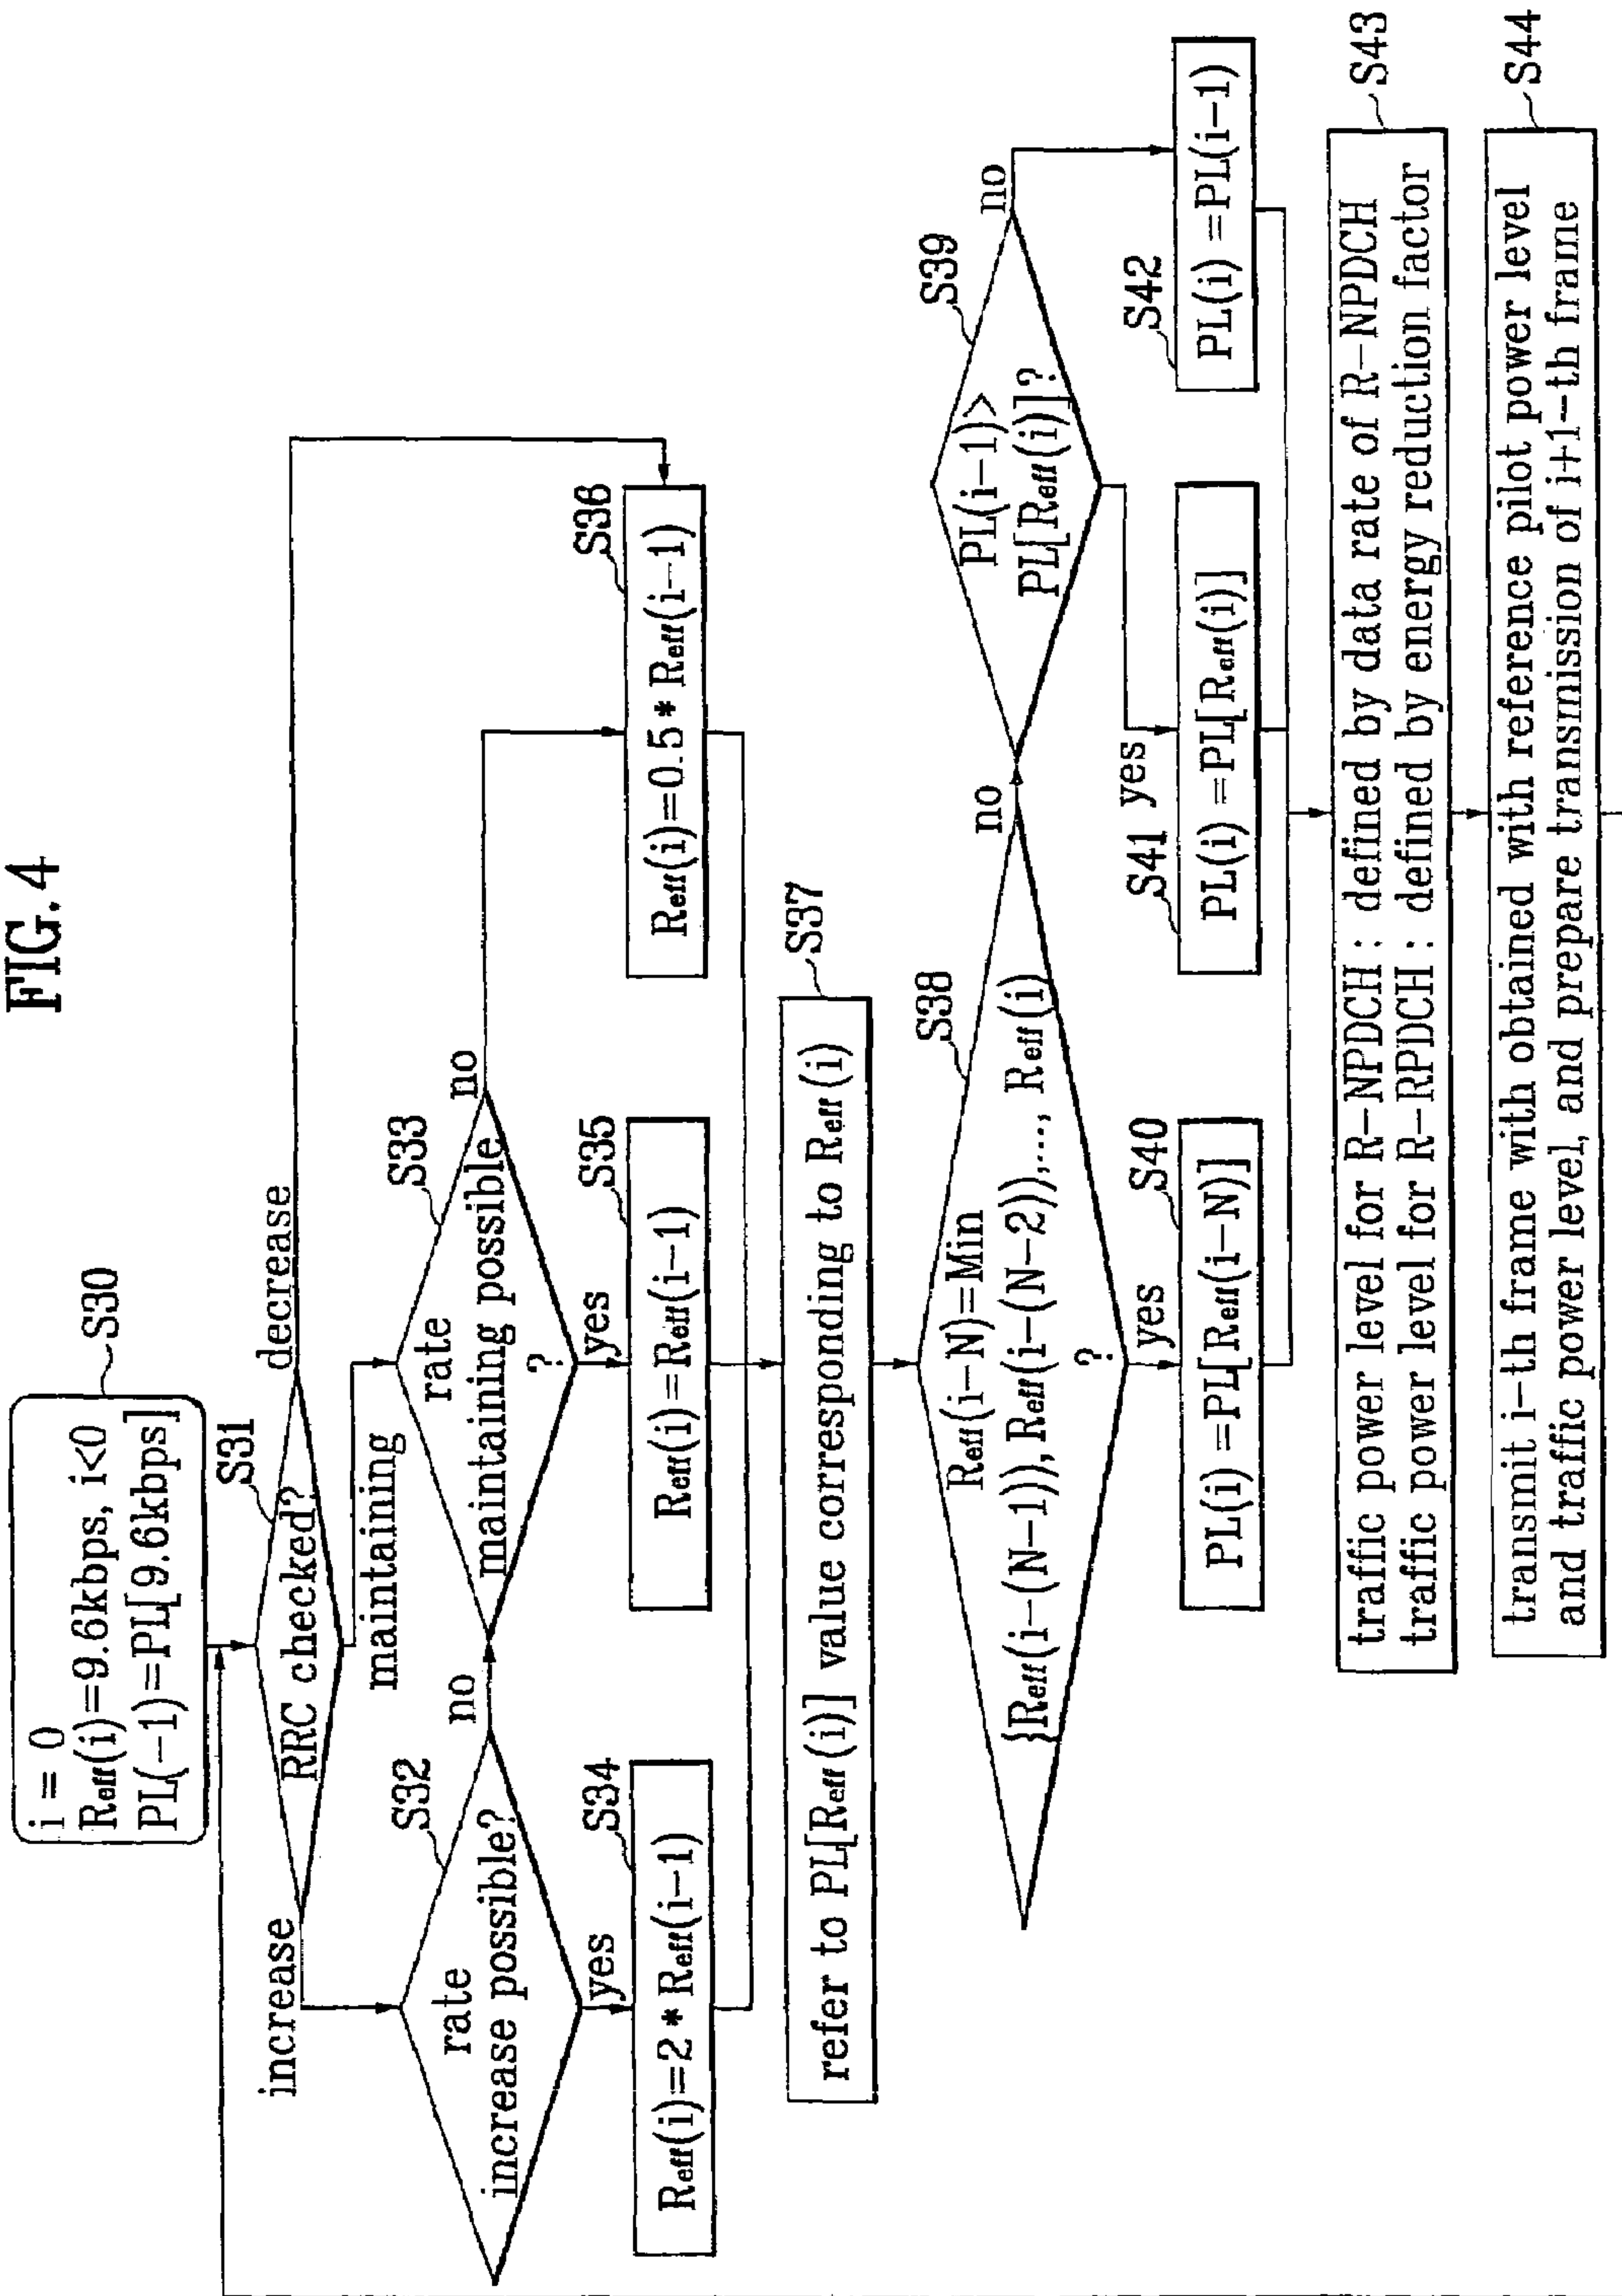 FIG. 4
i = 0
Reff(i)=9.6kbps, i<0
PL(−1)=PL[9.6kbps]
S30
S31
RRC checked?
increase
maintaining
decrease
S32
rate
increase possible?
no
yes
S33
rate
maintaining possible
?
no
yes
S34
Reff(i)=2 * Reff(i−1)
S35
Reff(i)=Reff(i−1)
S36
Reff(i)=0.5 * Reff(i−1)
S37
refer to PL[Reff(i)] value corresponding to Reff(i)
S38
Reff(i−N)=Min
{Reff(i−(N−1)), Reff(i−(N−2)),..., Reff(i)
?
no
yes
S39
PL(i−1)>
PL[Reff(i)]?
no
yes
S40
PL(i) =PL[Reff(i−N)]
S41
PL(i) =PL[Reff(i)]
S42
PL(i) =PL(i−1)
S43
traffic power level for R−NPDCH : defined by data rate of R−NPDCH
traffic power level for R−RPDCH : defined by energy reduction factor
S44
transmit i−th frame with obtained with reference pilot power level
and traffic power level, and prepare transmission of i+1−th frame